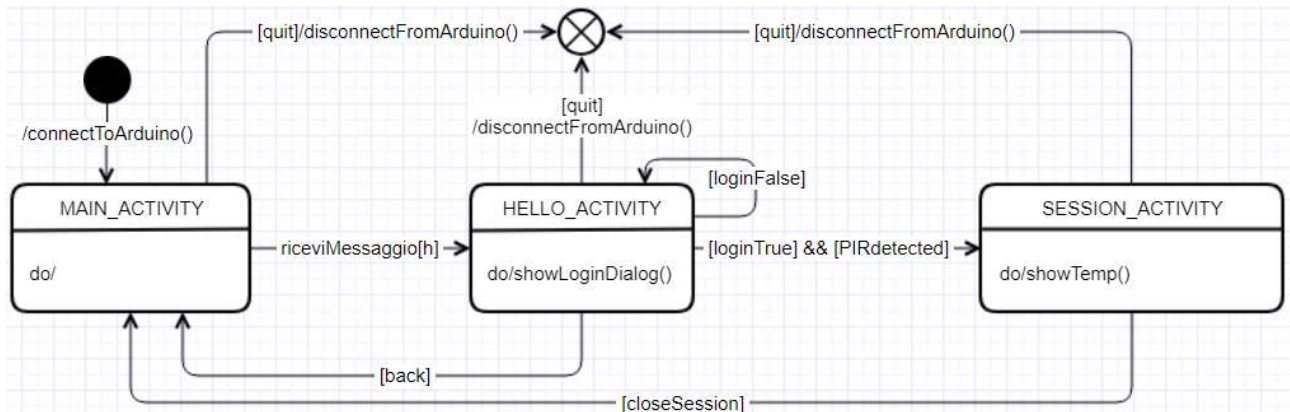 [quit]/disconnectFromArduino()
[quit]/disconnectFromArduino()
/connectToArduino()
[quit]
/disconnectFromArduino()
[loginFalse]
MAIN_ACTIVITY
do/
riceviMessaggio[h]
HELLO_ACTIVITY
do/showLoginDialog()
[loginTrue] && [PIRdetected]
SESSION_ACTIVITY
do/showTemp()
[back]
[closeSession]